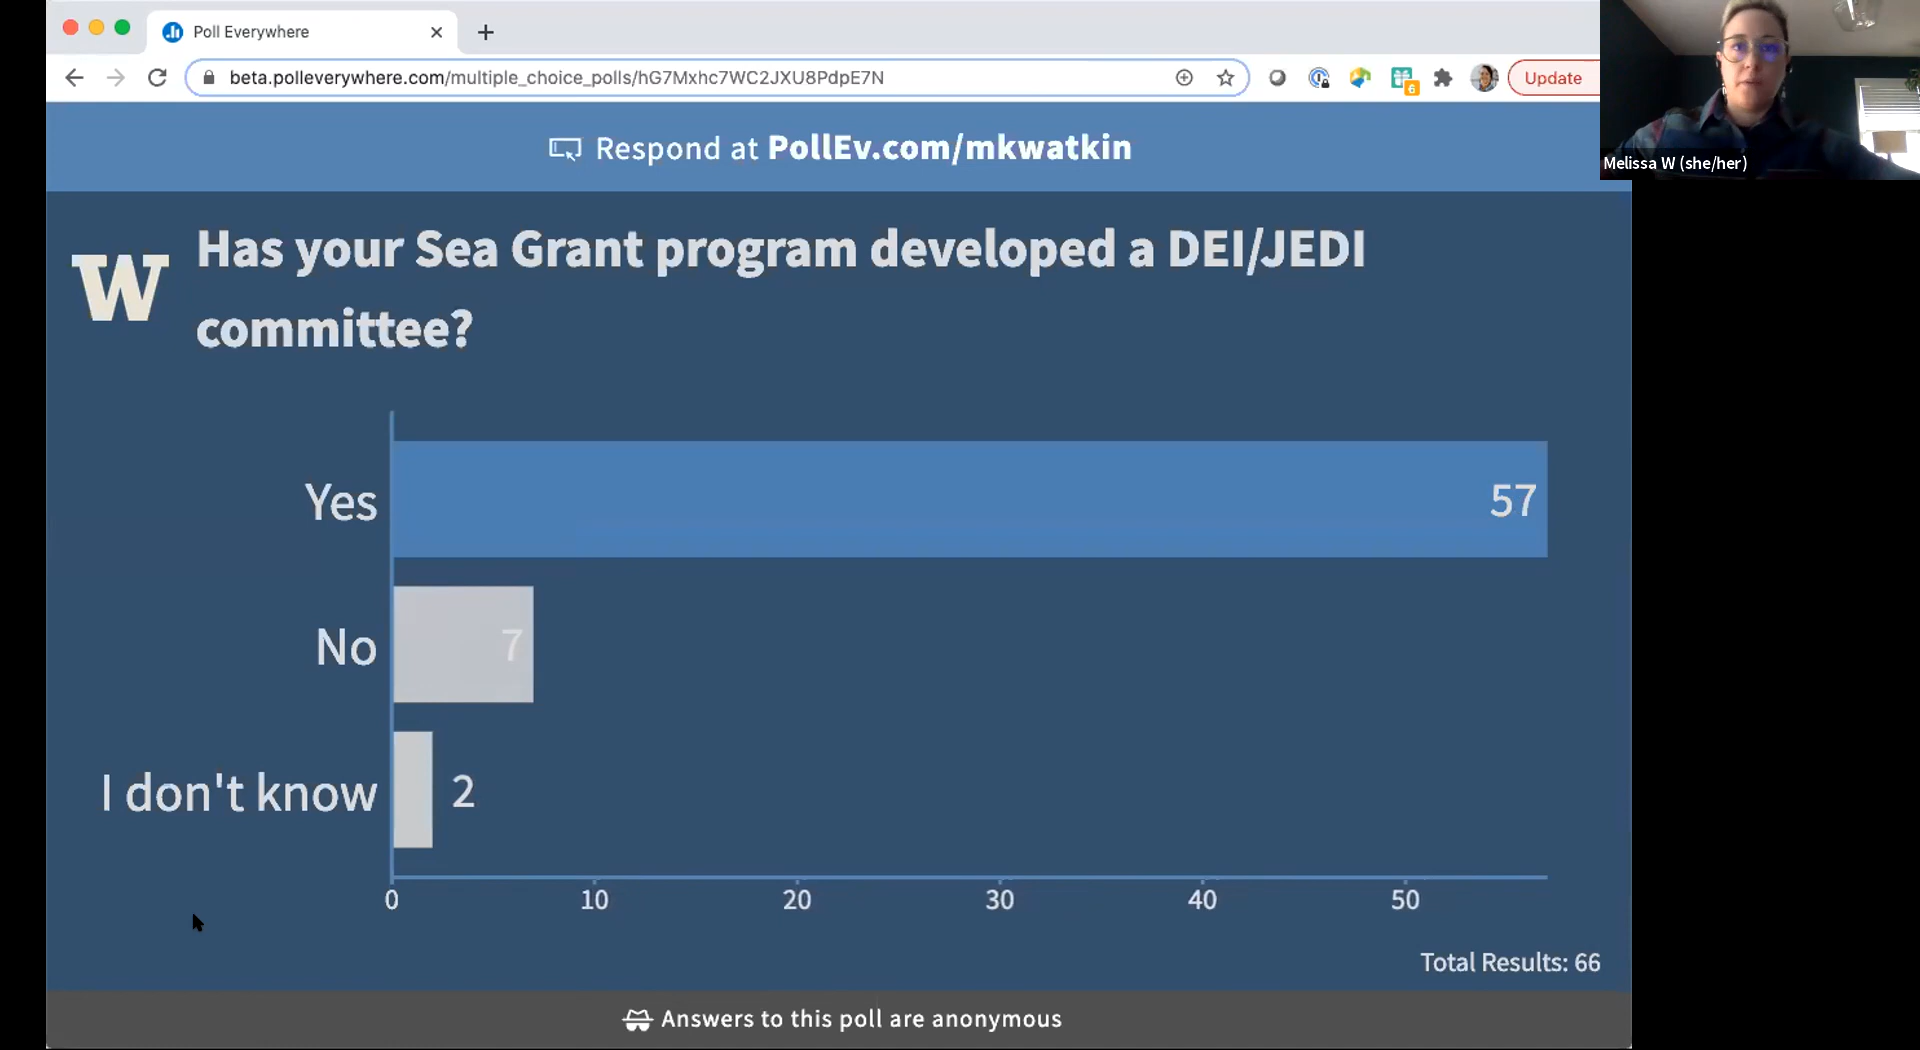 Poll Everywhere
beta.polleverywhere.com/multiple_choice_polls/hG7Mxhc7WC2JXU8PdpE7N
6
Update
Melissa W (she/her)
Respond at PollEv.com/mkwatkin
W
Has your Sea Grant program developed a DEI/JEDI
committee?
Yes
57
No
7
I don't know
2
0 10 20 30 40 50
Total Results: 66
Answers to this poll are anonymous